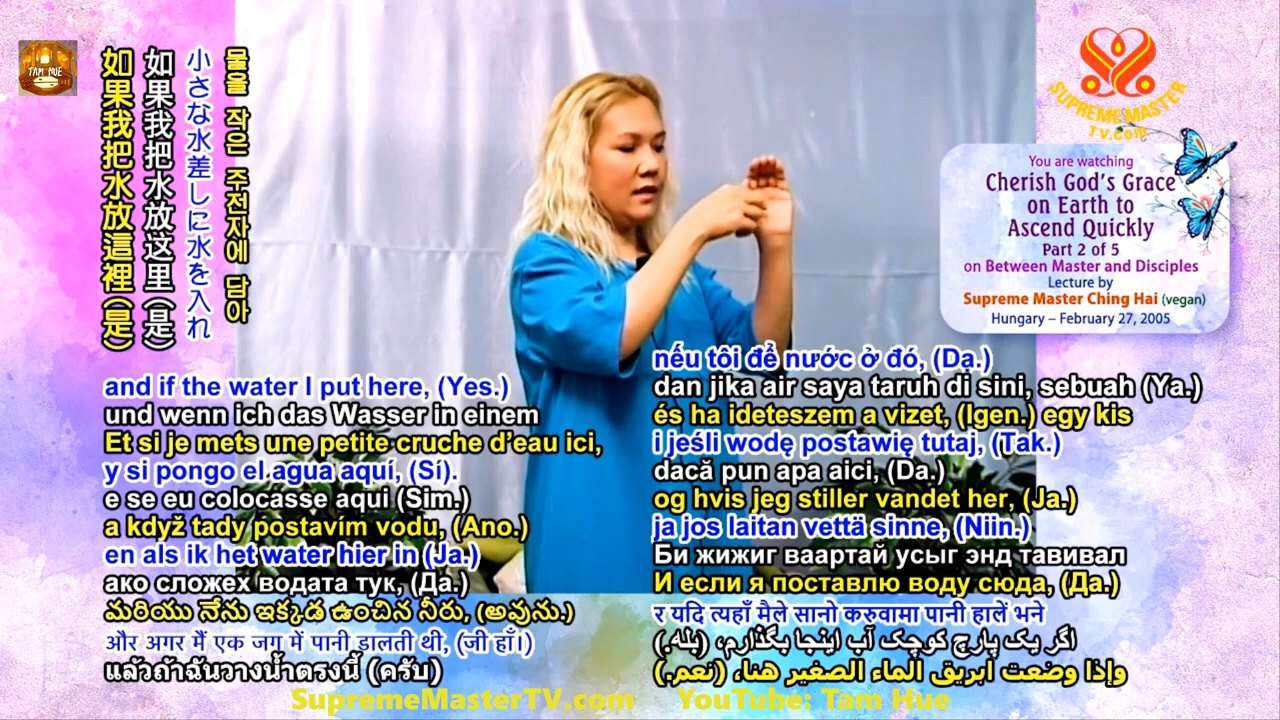 TAM HUE
如果我把水放這裡（是）
如果我把水放这里（是）
小さな水差しに水を入れ
물을 작은 주전자에 담아
SUPREME MASTER
TV.com
You are watching
Cherish God's Grace
on Earth to
Ascend Quickly
Part 2 of 5
on Between Master and Disciples
Lecture by
Supreme Master Ching Hai (vegan)
Hungary – February 27, 2005
and if the water I put here, (Yes.)
und wenn ich das Wasser in einem
Et si je mets une petite cruche d'eau ici,
y si pongo el agua aquí, (Sí).
e se eu colocasse aqui (Sim.)
a když tady postavím vodu, (Ano.)
en als ik het water hier in (Ja.)
ако сложех водата тук, (Да.)
మరియు నేను ఇక్కడ ఉంచిన నీరు, (అవును.)
और अगर मैं एक जग में पानी डालती थी, (जी हाँ।)
แล้วถ้าฉันวางน้ำตรงนี้ (ครับ)
nếu tôi để nước ở đó, (Dạ.)
dan jika air saya taruh di sini, sebuah (Ya.)
és ha ideteszem a vizet, (Igen.) egy kis
i jeśli wodę postawię tutaj, (Tak.)
dacă pun apa aici, (Da.)
og hvis jeg stiller vandet her, (Ja.)
ja jos laitan vettä sinne, (Niin.)
Би жижиг ваартай усыг энд тавивал
И если я поставлю воду сюда, (Да.)
र यदि त्यहाँ मैले सानो करुवामा पानी हालें भने
اگر یک پارچ کوچک آب اینجا بگذارم، (بله.)
وإذا وضعت ابريق الماء الصغير هنا، (نعم.)
SupremeMasterTV.com
YouTube: Tam Hue